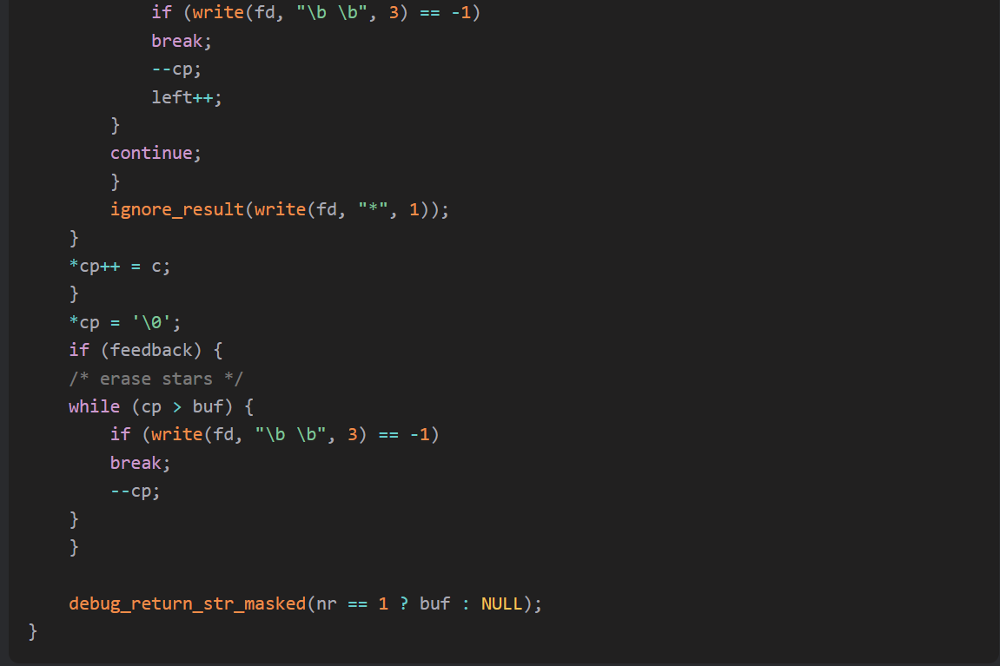 if (write(fd, "\b \b", 3) == -1)
            break;
            --cp;
            left++;
        }
        continue;
        }
        ignore_result(write(fd, "*", 1));
    }
    *cp++ = c;
    }
    *cp = '\0';
    if (feedback) {
    /* erase stars */
    while (cp > buf) {
        if (write(fd, "\b \b", 3) == -1)
        break;
        --cp;
    }
    }

    debug_return_str_masked(nr == 1 ? buf : NULL);
}